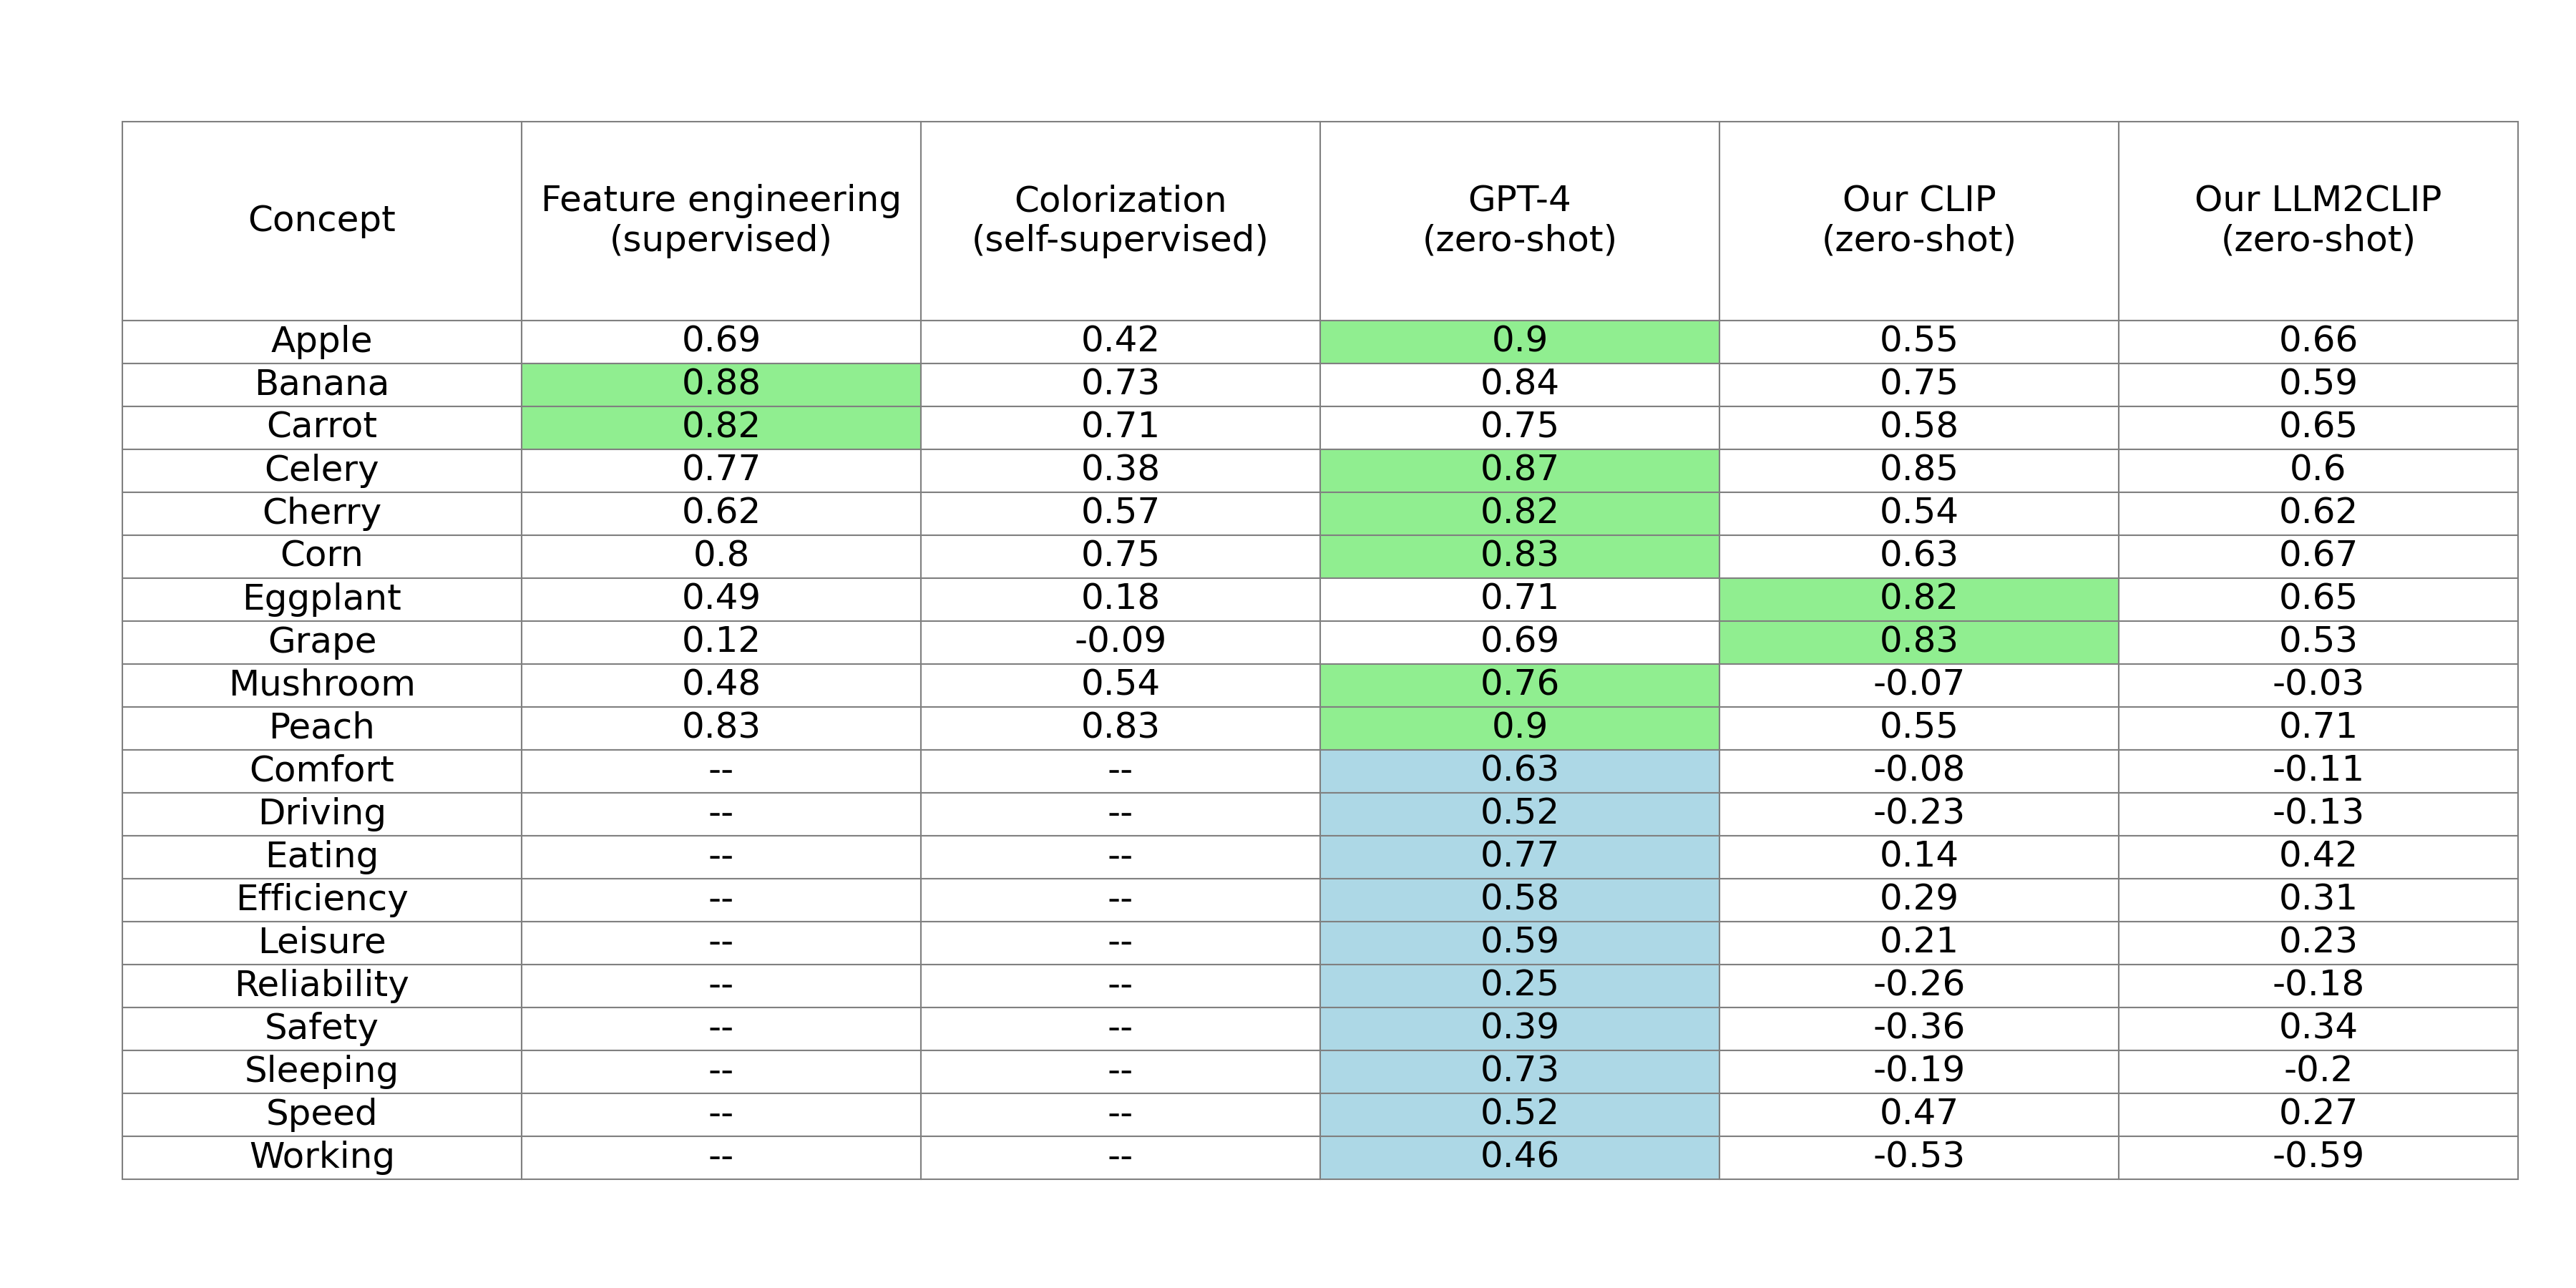 Concept Feature engineering (supervised) Colorization (self-supervised) GPT-4 (zero-shot) Our CLIP (zero-shot) Our LLM2CLIP (zero-shot)
Apple 0.69 0.42 0.9 0.55 0.66
Banana 0.88 0.73 0.84 0.75 0.59
Carrot 0.82 0.71 0.75 0.58 0.65
Celery 0.77 0.38 0.87 0.85 0.6
Cherry 0.62 0.57 0.82 0.54 0.62
Corn 0.8 0.75 0.83 0.63 0.67
Eggplant 0.49 0.18 0.71 0.82 0.65
Grape 0.12 -0.09 0.69 0.83 0.53
Mushroom 0.48 0.54 0.76 -0.07 -0.03
Peach 0.83 0.83 0.9 0.55 0.71
Comfort -- -- 0.63 -0.08 -0.11
Driving -- -- 0.52 -0.23 -0.13
Eating -- -- 0.77 0.14 0.42
Efficiency -- -- 0.58 0.29 0.31
Leisure -- -- 0.59 0.21 0.23
Reliability -- -- 0.25 -0.26 -0.18
Safety -- -- 0.39 -0.36 0.34
Sleeping -- -- 0.73 -0.19 -0.2
Speed -- -- 0.52 0.47 0.27
Working -- -- 0.46 -0.53 -0.59